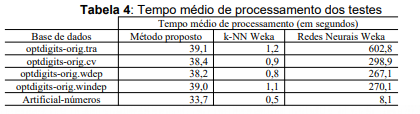 Tabela 4: Tempo médio de processamento dos testes
Tempo médio de processamento (em segundos)
Base de dados Método proposto k-NN Weka Redes Neurais Weka
optdigits-orig.tra 39,1 1,2 602,8
optdigits-orig.cv 38,4 0,9 298,9
optdigits-orig.wdep 38,2 0,8 267,1
optdigits-orig.windep 39,0 1,1 270,1
Artificial-números 33,7 0,5 8,1